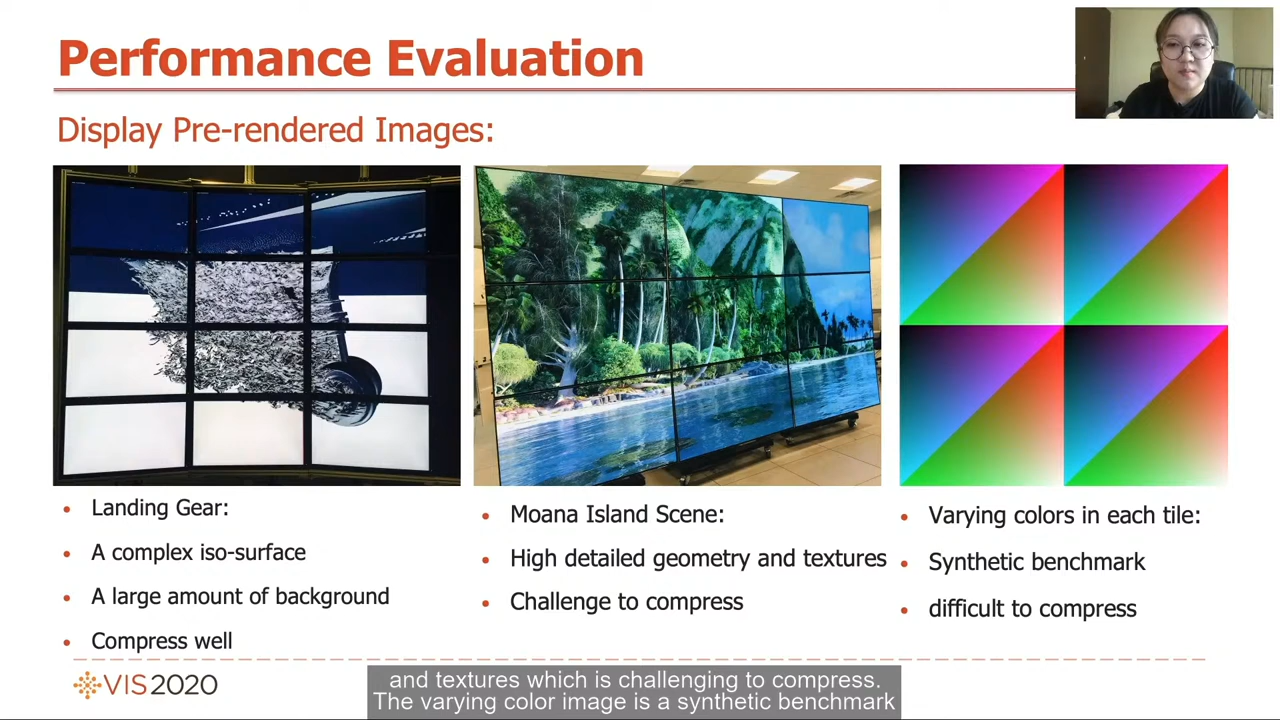 Performance Evaluation
Display Pre-rendered Images:
• Landing Gear:
• A complex iso-surface
• A large amount of background
• Compress well
• Moana Island Scene:
• High detailed geometry and textures
• Challenge to compress
• Varying colors in each tile:
• Synthetic benchmark
• difficult to compress
VIS2020
and textures which is challenging to compress.
The varying color image is a synthetic benchmark